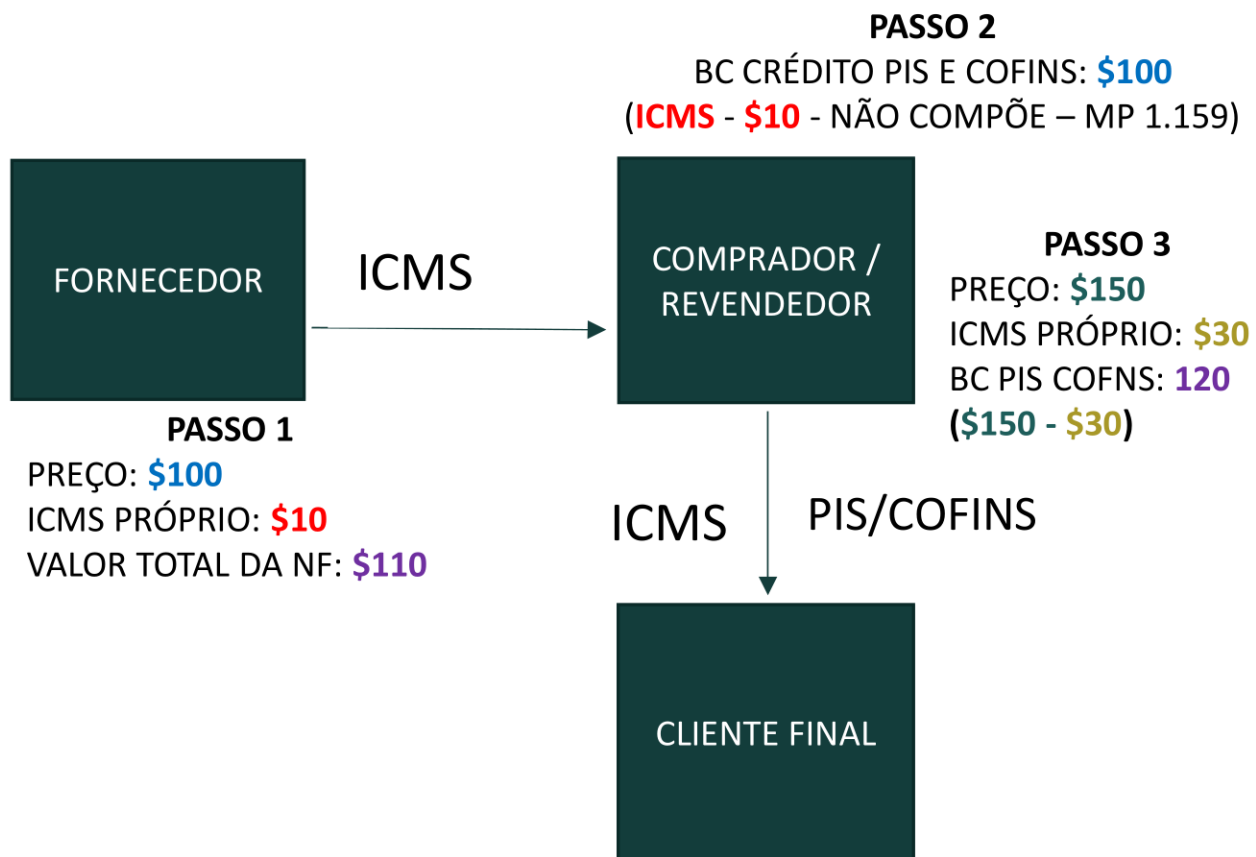 PASSO 2
BC CRÉDITO PIS E COFINS: $100
(ICMS - $10 - NÃO COMPÕE – MP 1.159)
FORNECEDOR
ICMS
COMPRADOR /
REVENDEDOR
PASSO 3
PREÇO: $150
ICMS PRÓPRIO: $30
BC PIS COFNS: 120
($150 - $30)
PASSO 1
PREÇO: $100
ICMS PRÓPRIO: $10
VALOR TOTAL DA NF: $110
ICMS
PIS/COFINS
CLIENTE FINAL